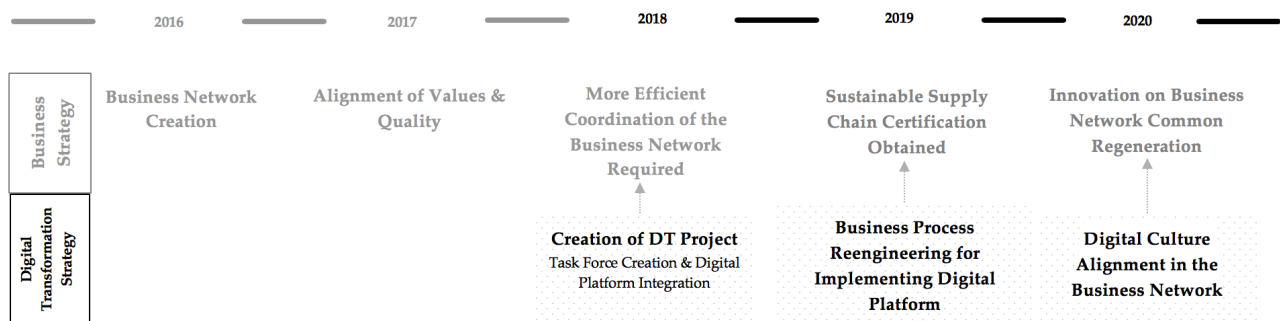 2016
2017
2018
2019
2020
Business
Strategy
Business Network
Creation
Alignment of Values &
Quality
More Efficient
Coordination of the
Business Network
Required
Sustainable Supply
Chain Certification
Obtained
Innovation on Business
Network Common
Regeneration
Digital
Transformation
Strategy
Creation of DT Project
Task Force Creation & Digital
Platform Integration
Business Process
Reengineering for
Implementing Digital
Platform
Digital Culture
Alignment in the
Business Network